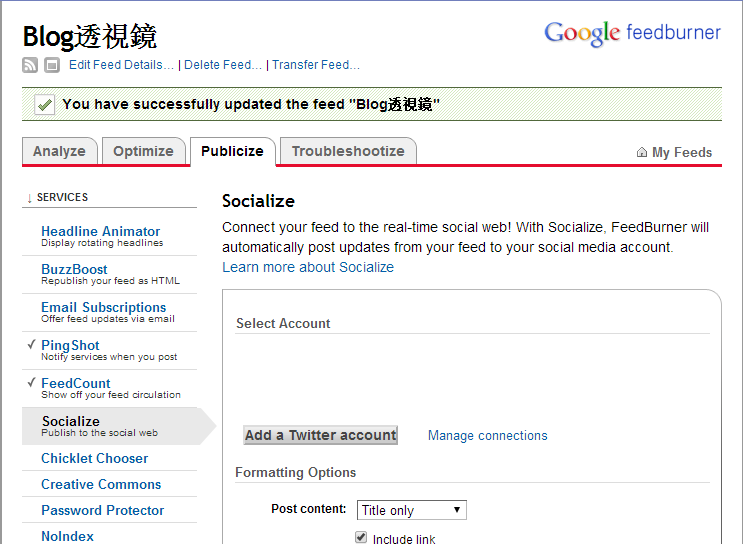 Blog透視鏡
Google feedburner
Edit Feed Details... | Delete Feed... | Transfer Feed...
You have successfully updated the feed "Blog透視鏡"
Analyze
Optimize
Publicize
Troubleshootize
My Feeds
↓ SERVICES
Headline Animator
Display rotating headlines
BuzzBoost
Republish your feed as HTML
Email Subscriptions
Offer feed updates via email
✓ PingShot
Notify services when you post
✓ FeedCount
Show off your feed circulation
Socialize
Publish to the social web
Chicklet Chooser
Creative Commons
Password Protector
NoIndex
Socialize
Connect your feed to the real-time social web! With Socialize, FeedBurner will
automatically post updates from your feed to your social media account.
Learn more about Socialize
Select Account
Add a Twitter account
Manage connections
Formatting Options
Post content: Title only
Include link